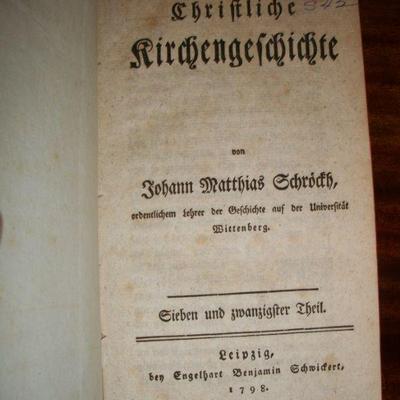 Christliche
Kirchengeschichte
von
Johann Matthias Schröckh,
ordentlichem Lehrer der Geschichte auf der Universität
Wittenberg.
Sieben und zwanzigster Theil.
Leipzig,
bey Engelhart Benjamin Schwickert,
1798.